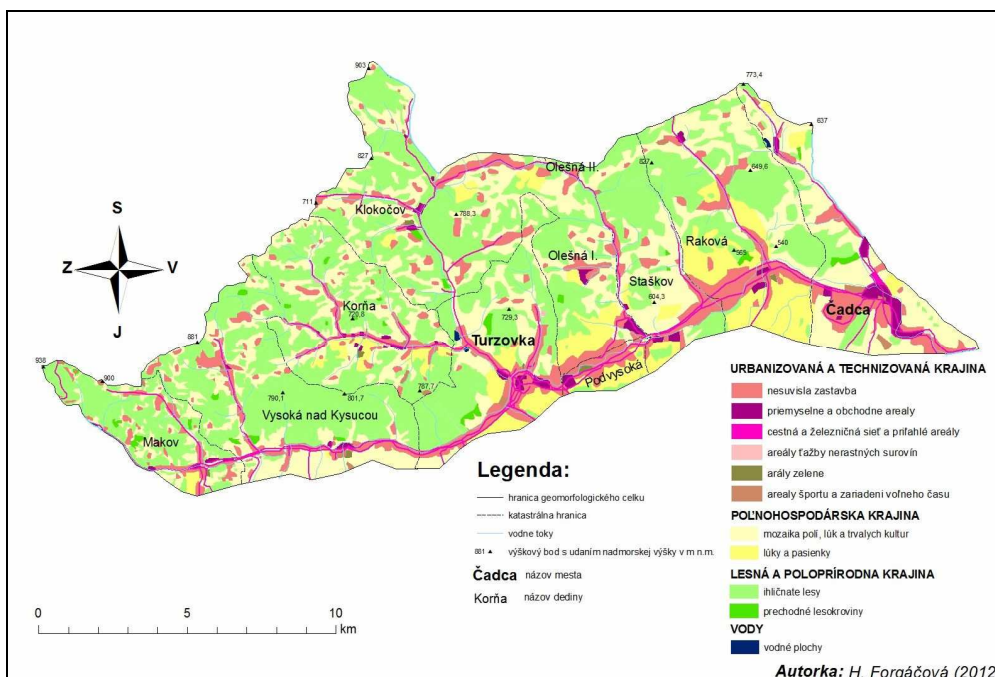 903
773,4
637
827
Olešná II.
827
649,6
711
Klokočov
788,3
S
Z
V
J
Raková
540
565
Olešná I.
Staškov
Korňa
720,8
604,3
729,3
Čadca
Turzovka
881
938
900
Podvysoká
790,1
801,7
787,7
Vysoká nad Kysucou
Makov
Legenda:
hranica geomorfologického celku
katastrálna hranica
vodne toky
881 ▲ výškový bod s udaním nadmorskej výšky v m n.m.
Čadca názov mesta
Korňa názov dediny
0 5 10
km
URBANIZOVANÁ A TECHNIZOVANÁ KRAJINA
nesuvisla zastavba
priemyselne a obchodne arealy
cestná a železničná sieť a priľahlé areály
areály ťažby nerastných surovín
arály zelene
arealy športu a zariadeni voľneho času
POĽNOHOSPODÁRSKA KRAJINA
mozaika polí, lúk a trvalych kultur
lúky a pasienky
LESNÁ A POLOPRÍRODNA KRAJINA
ihličnate lesy
prechodné lesokroviny
VODY
vodné plochy
Autorka: H. Forgáčová (2012